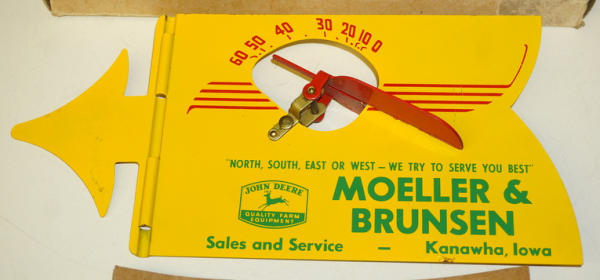 60 50 40 30 20 10 0
"NORTH, SOUTH, EAST OR WEST – WE TRY TO SERVE YOU BEST"
JOHN DEERE
QUALITY FARM
EQUIPMENT
MOELLER &
BRUNSEN
Sales and Service – Kanawha, Iowa